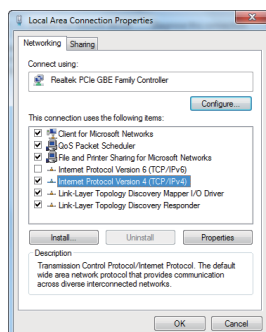 Local Area Connection Properties
Networking
Sharing
Connect using:
Realtek PCIe GBE Family Controller
Configure...
This connection uses the following items:
Client for Microsoft Networks
QoS Packet Scheduler
File and Printer Sharing for Microsoft Networks
Internet Protocol Version 6 (TCP/IPv6)
Internet Protocol Version 4 (TCP/IPv4)
Link-Layer Topology Discovery Mapper I/O Driver
Link-Layer Topology Discovery Responder
Install...
Uninstall
Properties
Description
Transmission Control Protocol/Internet Protocol. The default
wide area network protocol that provides communication
across diverse interconnected networks.
OK
Cancel